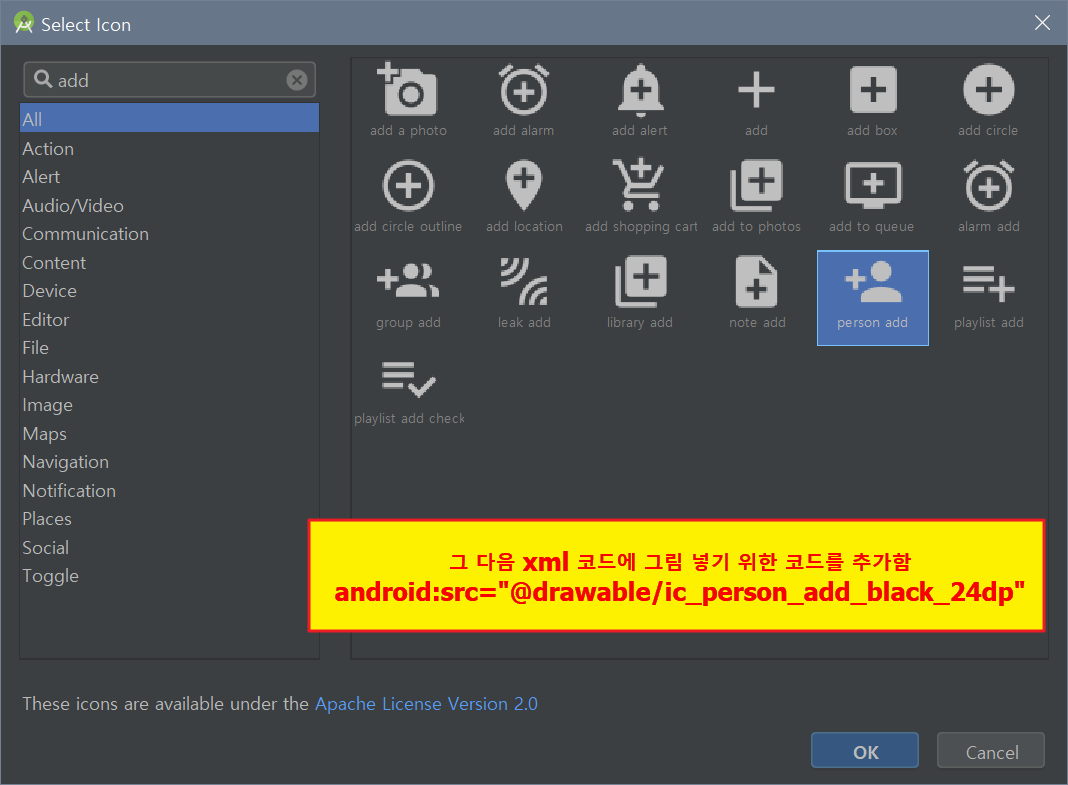 Select Icon
add
All
Action
Alert
Audio/Video
Communication
Content
Device
Editor
File
Hardware
Image
Maps
Navigation
Notification
Places
Social
Toggle
add a photo
add alarm
add alert
add
add box
add circle
add circle outline
add location
add shopping cart
add to photos
add to queue
alarm add
group add
leak add
library add
note add
person add
playlist add
playlist add check
그 다음 xml 코드에 그림 넣기 위한 코드를 추가함
android:src="@drawable/ic_person_add_black_24dp"
These icons are available under the Apache License Version 2.0
OK
Cancel